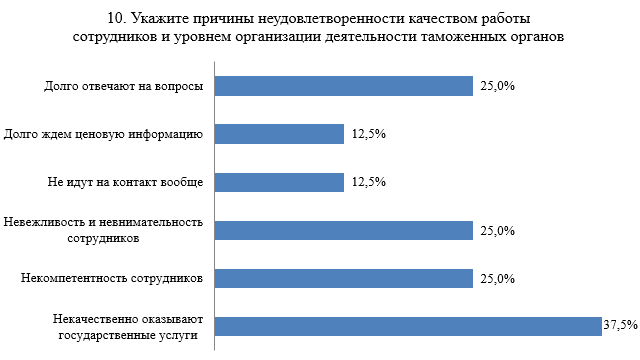 10. Укажите причины неудовлетворенности качеством работы
сотрудников и уровнем организации деятельности таможенных органов
Долго отвечают на вопросы
25,0%
Долго ждем ценовую информацию
12,5%
Не идут на контакт вообще
12,5%
Невежливость и невнимательность
сотрудников
25,0%
Некомпетентность сотрудников
25,0%
Некачественно оказывают
государственные услуги
37,5%